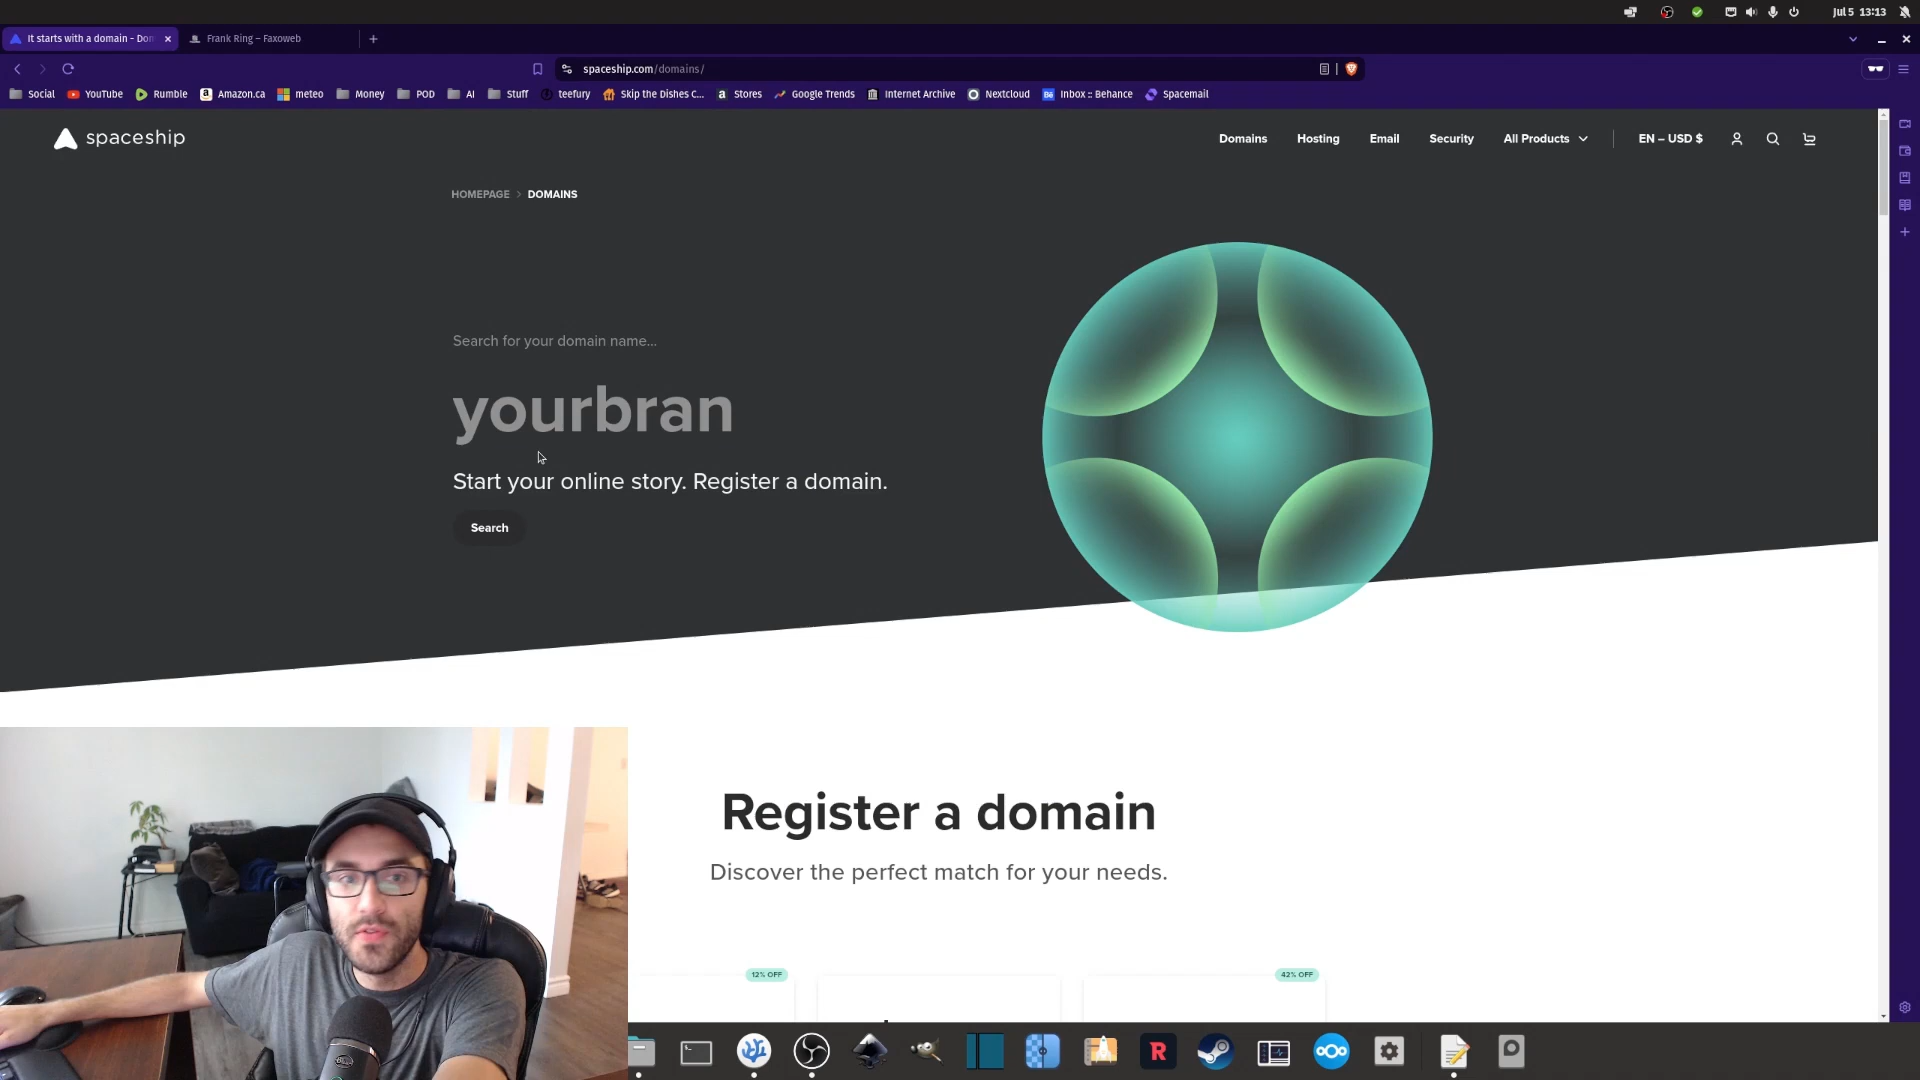 Jul 5 13:13
It starts with a domain - Don
Frank Ring – Faxoweb
spaceship.com/domains/
Social
YouTube
Rumble
Amazon.ca
meteo
Money
POD
AI
Stuff
teefury
Skip the Dishes C...
Stores
Google Trends
Internet Archive
Nextcloud
Inbox :: Behance
Spacemail
spaceship
Domains
Hosting
Email
Security
All Products
EN – USD $
HOMEPAGE > DOMAINS
Search for your domain name...
yourbran
Start your online story. Register a domain.
Search
Register a domain
Discover the perfect match for your needs.
12% OFF
42% OFF